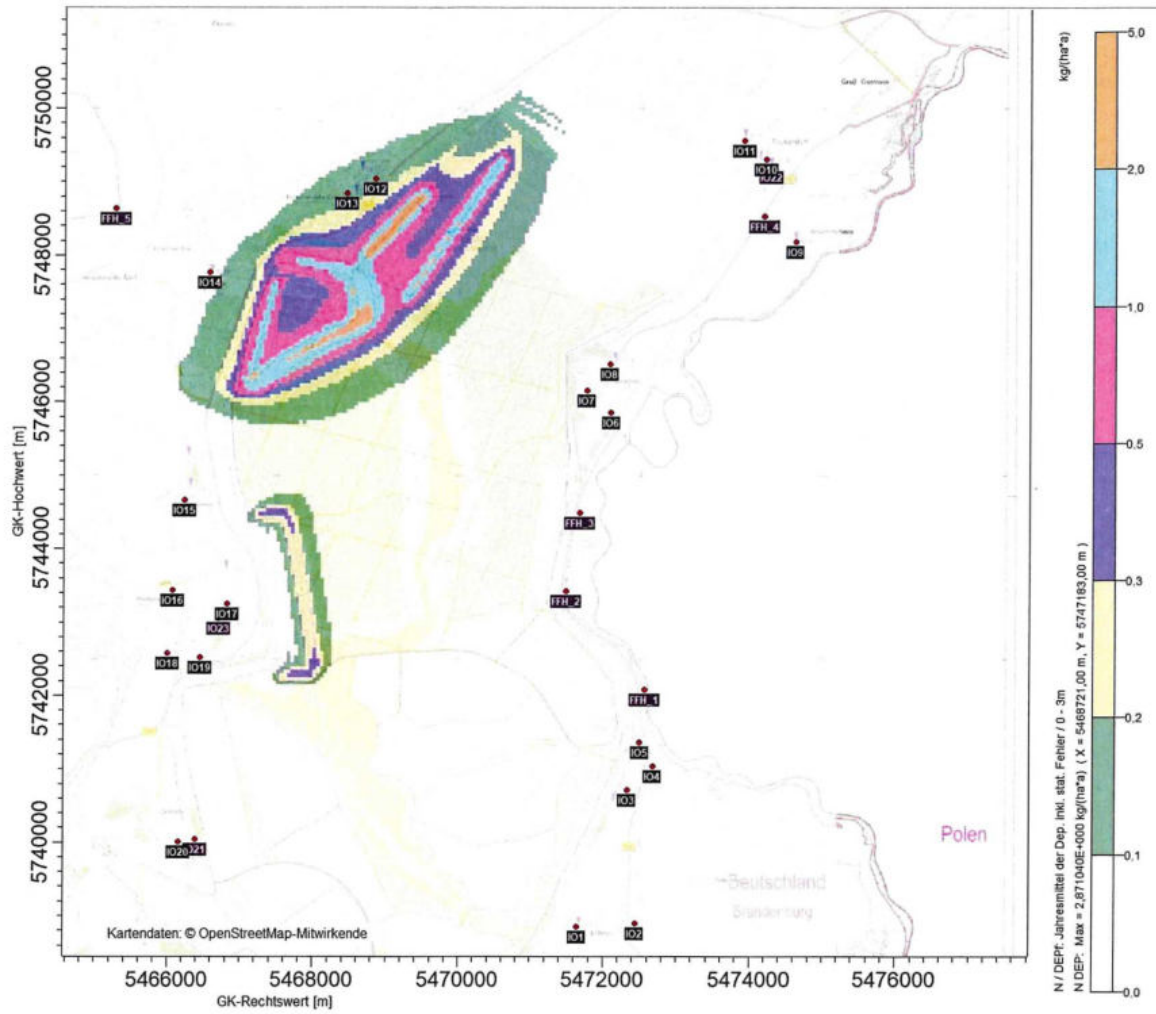 kg/(ha*a)
5,0
2,0
1,0
0,5
0,3
0,2
0,1
0,0
N / DEPf: Jahresmittel der Dep. inkl. stat. Fehler / 0 - 3m
N DEP: Max = 2,871040E+000 kg/(ha*a) ( X = 5468721,00 m, Y = 5747183,00 m )
GK-Hochwert [m]
5750000
5748000
5746000
5744000
5742000
5740000
IO11
IO10
IO22
IO12
IO13
FFH_5
FFH_4
IO9
IO14
IO8
IO7
IO6
IO15
FFH_3
IO16
FFH_2
IO17
IO23
IO18
IO19
FFH_1
IO5
IO4
IO3
IO20
IO21
Polen
Deutschland
Brandenburg
IO1
IO2
Kartendaten: © OpenStreetMap-Mitwirkende
5466000
5468000
5470000
5472000
5474000
5476000
GK-Rechtswert [m]